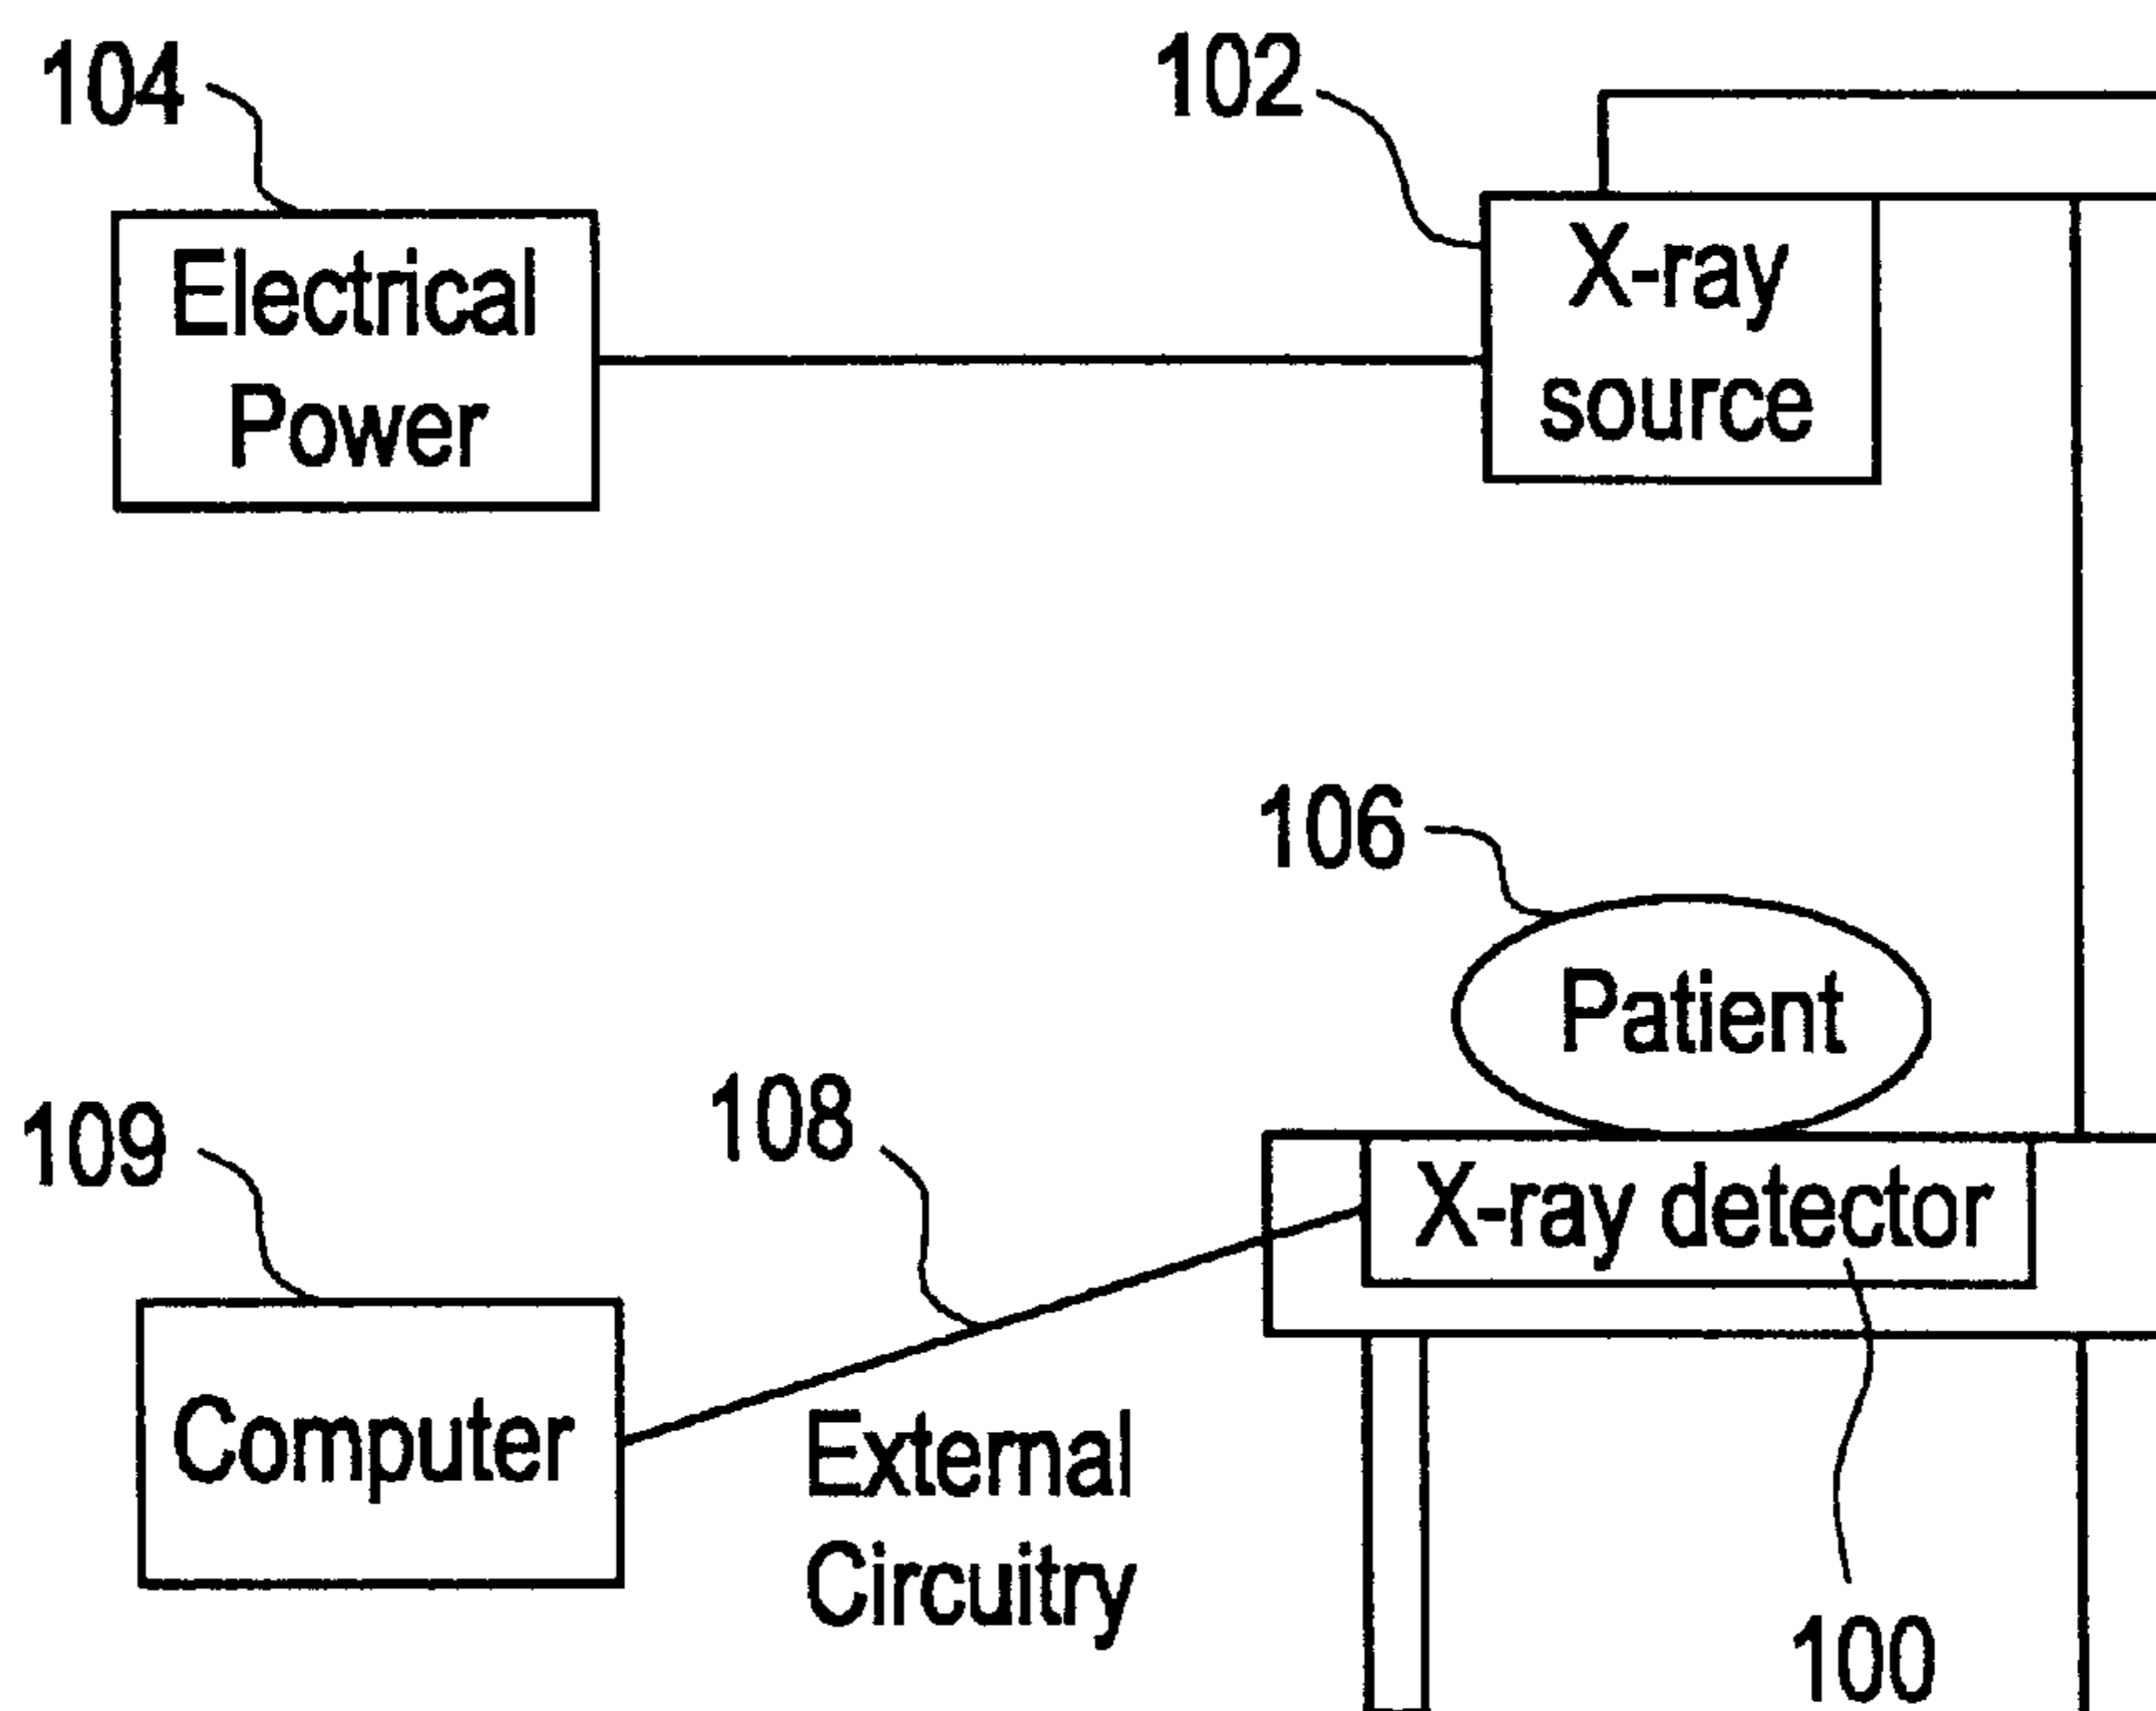 104
102
Electrical
Power
X-ray
source
106
Patient
109
108
X-ray detector
Computer
External
Circuitry
100